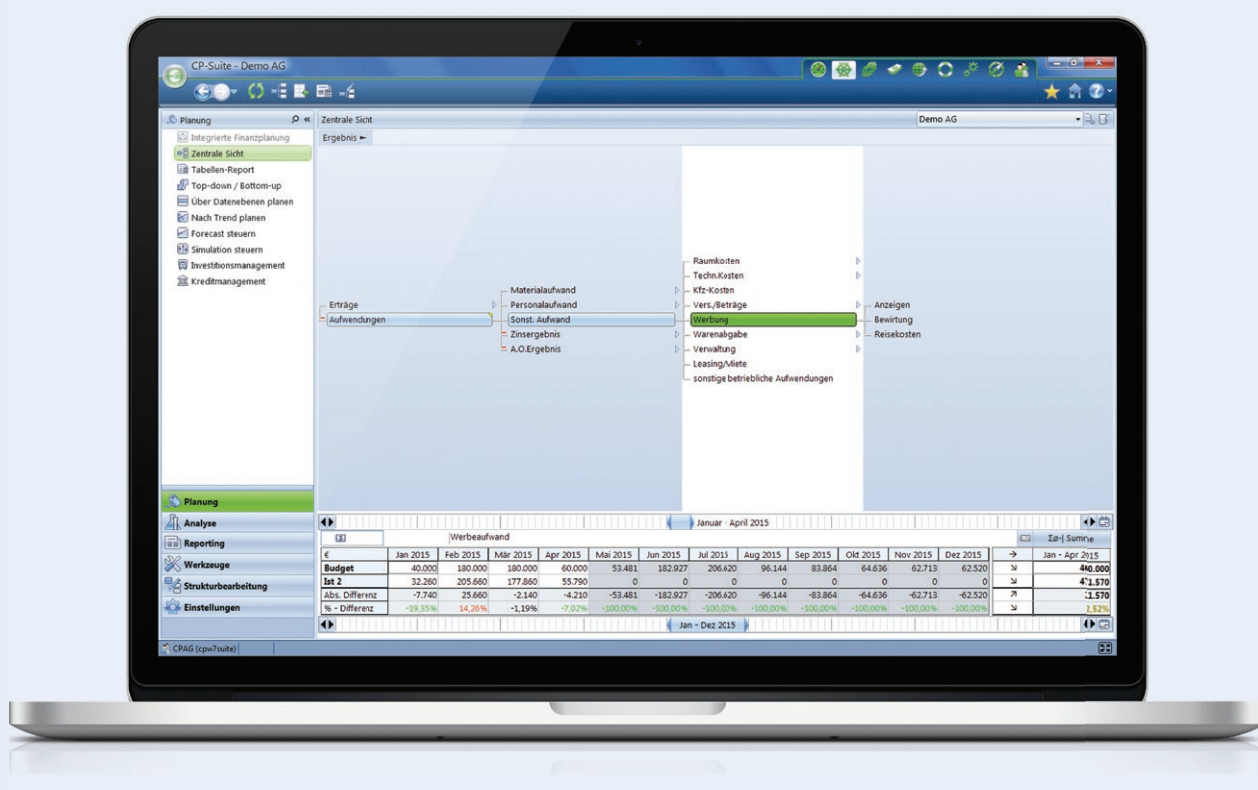 CP-Suite - Demo AG
Planung
Integrierte Finanzplanung
Zentrale Sicht
Tabellen-Report
Top-down / Bottom-up
Über Datenebenen planen
Nach Trend planen
Forecast steuern
Simulation steuern
Investitionsmanagement
Kreditmanagement
Planung
Analyse
Reporting
Werkzeuge
Strukturbearbeitung
Einstellungen
Zentrale Sicht Demo AG
Ergebnis
Erträge
Aufwendungen
Materialaufwand
Personalaufwand
Sonst. Aufwand
Zinsergebnis
A.O.Ergebnis
Raumkosten
Techn.Kosten
Kfz-Kosten
Vers./Beträge
Werbung
Warenabgabe
Verwaltung
Leasing/Miete
sonstige betriebliche Aufwendungen
Anzeigen
Bewirtung
Reisekosten
Januar - April 2015
Werbeaufwand Summe
€ Jan 2015 Feb 2015 Mär 2015 Apr 2015 Mai 2015 Jun 2015 Jul 2015 Aug 2015 Sep 2015 Okt 2015 Nov 2015 Dez 2015 Jan - Apr 2015
Budget 40.000 180.000 180.000 60.000 53.481 182.927 206.620 96.144 83.864 64.636 62.713 62.520 460.000
Ist 2 32.260 205.660 177.860 55.790 0 0 0 0 0 0 0 0 471.570
Abs. Differenz -7.740 25.660 -2.140 -4.210 -53.481 -182.927 -206.620 -96.144 -83.864 -64.636 -62.713 -62.520
% - Differenz -19,35% 14,26% -1,19% -7,02% -100,00% -100,00% -100,00% -100,00% -100,00% -100,00% -100,00% -100,00%
Jan - Dez 2015
CPAG (cpw7suite)